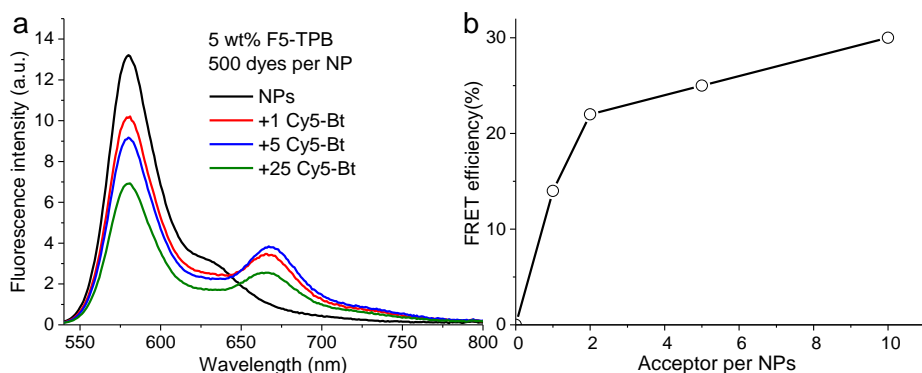 a
5 wt% F5-TPB
500 dyes per NP
NPs
+1 Cy5-Bt
+5 Cy5-Bt
+25 Cy5-Bt
Fluorescence intensity (a.u.)
14
12
10
8
6
4
2
0
550 600 650 700 750 800
Wavelength (nm)
b
FRET efficiency(%)
30
20
10
0
0 2 4 6 8 10
Acceptor per NPs